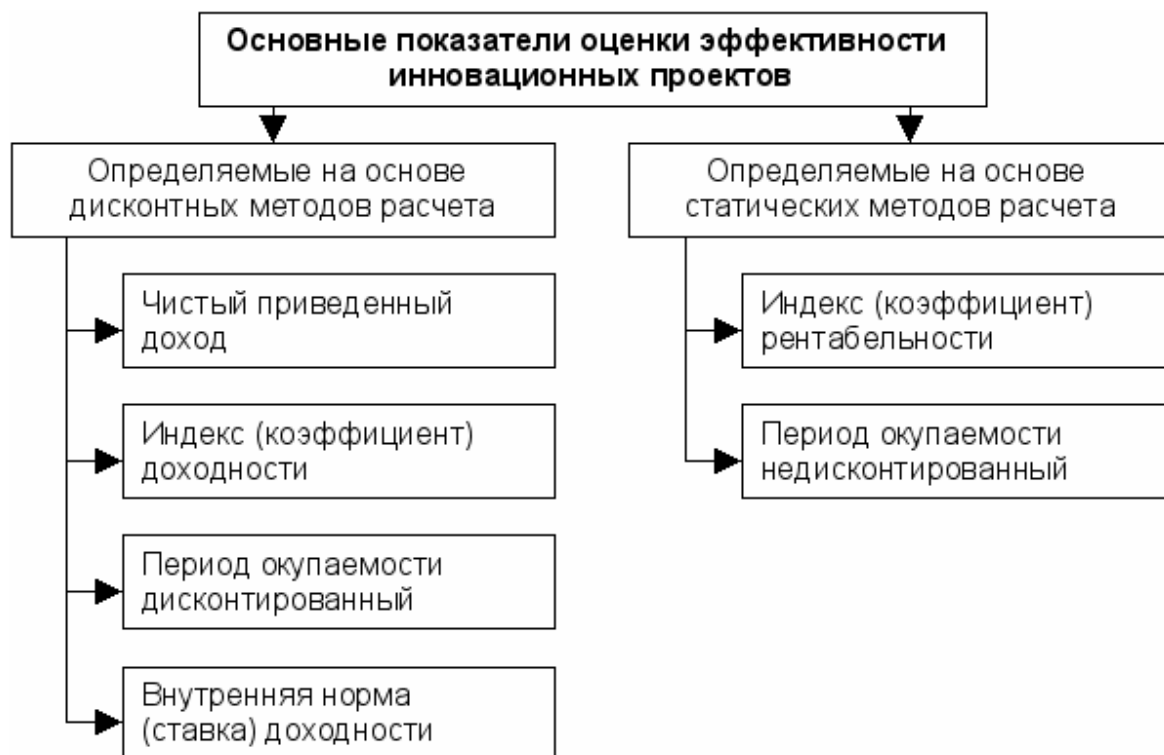 Основные показатели оценки эффективности
инновационных проектов
Определяемые на основе
дисконтных методов расчета
Чистый приведенный
доход
Индекс (коэффициент)
доходности
Период окупаемости
дисконтированный
Внутренняя норма
(ставка) доходности
Определяемые на основе
статических методов расчета
Индекс (коэффициент)
рентабельности
Период окупаемости
недисконтированный